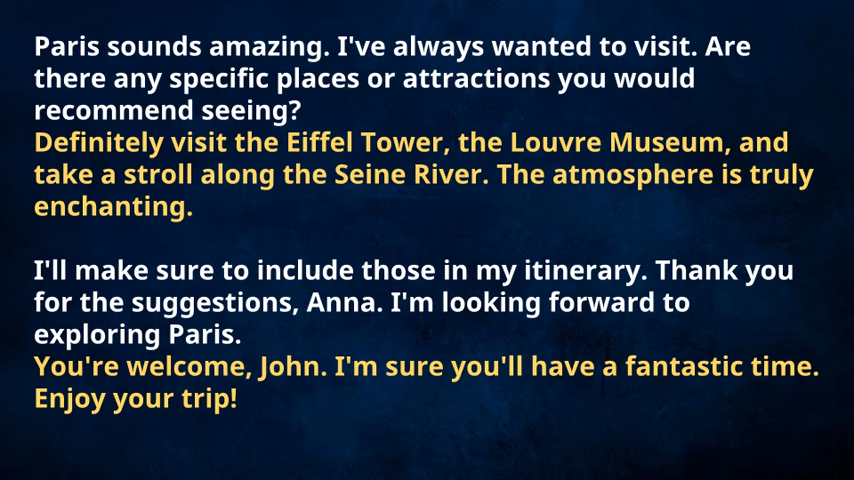 Paris sounds amazing. I've always wanted to visit. Are
there any specific places or attractions you would
recommend seeing?
Definitely visit the Eiffel Tower, the Louvre Museum, and
take a stroll along the Seine River. The atmosphere is truly
enchanting.
I'll make sure to include those in my itinerary. Thank you
for the suggestions, Anna. I'm looking forward to
exploring Paris.
You're welcome, John. I'm sure you'll have a fantastic time.
Enjoy your trip!